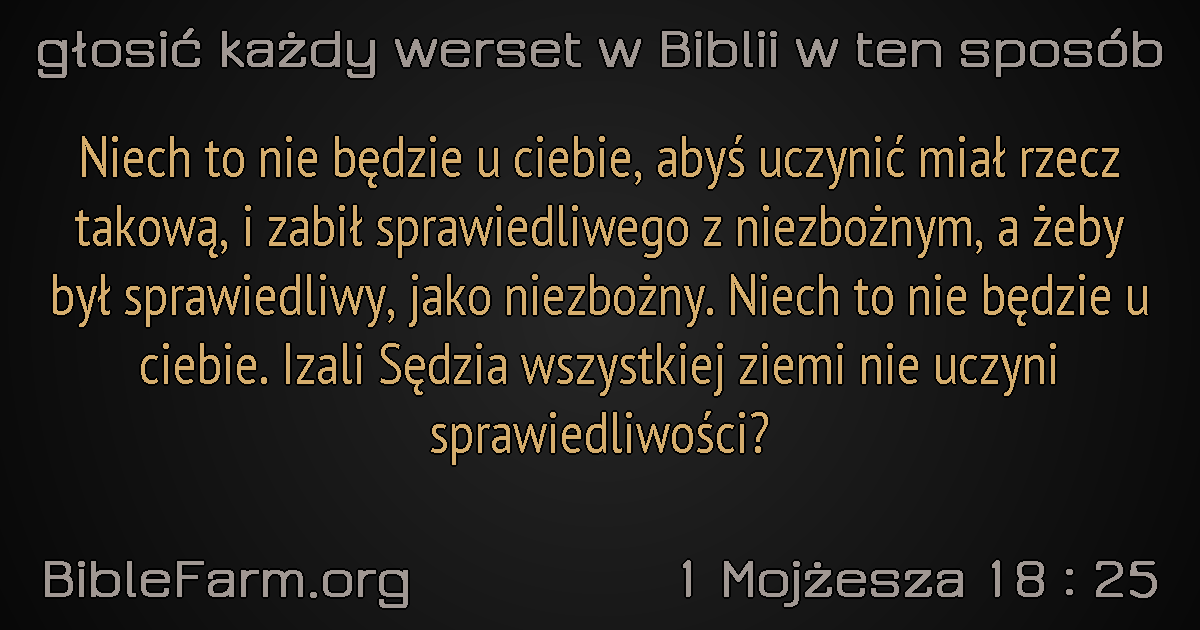 głosić każdy werset w Biblii w ten sposób
Niech to nie będzie u ciebie, abyś uczynić miał rzecz
takową, i zabił sprawiedliwego z niezbożnym, a żeby
był sprawiedliwy, jako niezbożny. Niech to nie będzie u
ciebie. Izali Sędzia wszystkiej ziemi nie uczyni
sprawiedliwości?
BibleFarm.org
1 Mojżesza 18 : 25